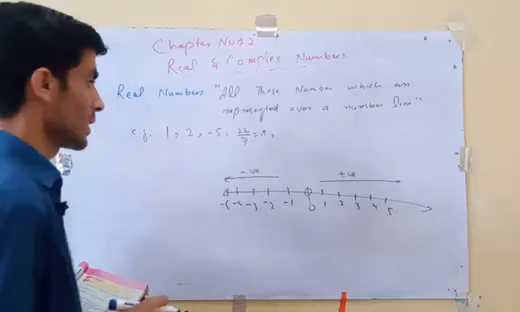 Chapter No#2
Real & Complex Numbers
Real Numbers "All Those Number which are
represented over a number line"
e.g: 1, 2, -5, 22/7 = π,
-ve +ve
-5 -4 -3 -2 -1 0 1 2 3 4 5